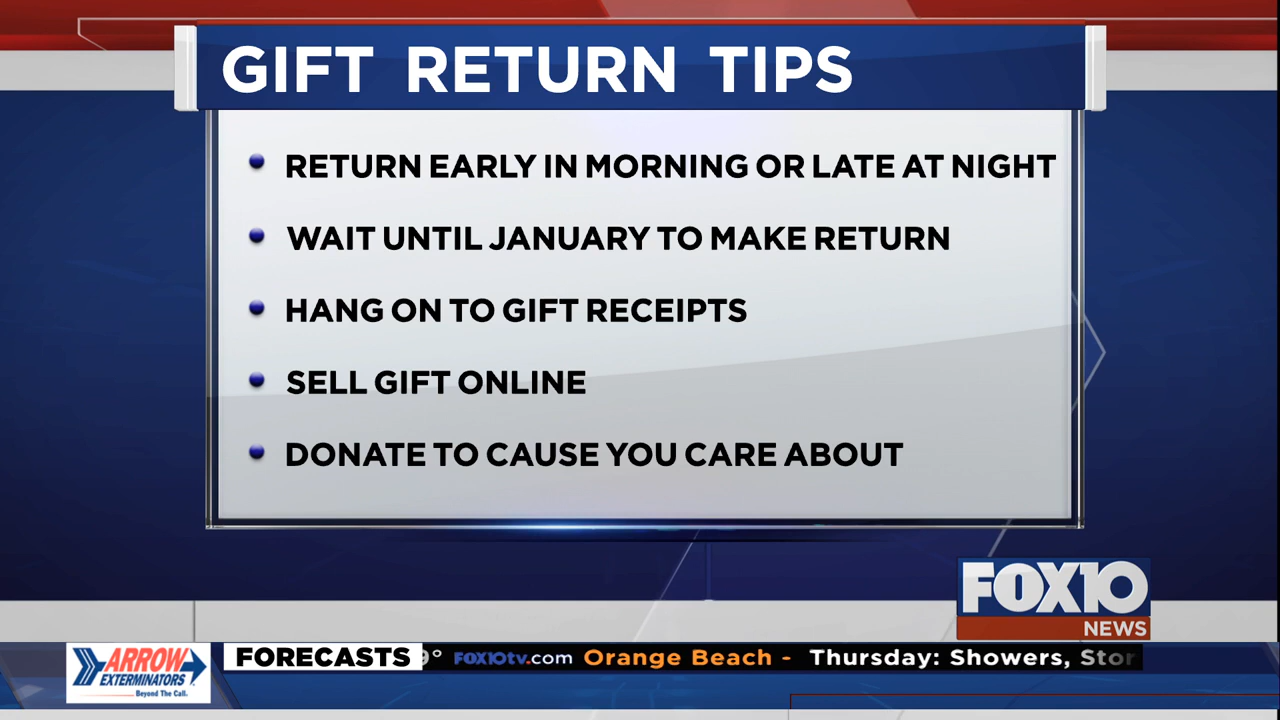 GIFT RETURN TIPS
RETURN EARLY IN MORNING OR LATE AT NIGHT
WAIT UNTIL JANUARY TO MAKE RETURN
HANG ON TO GIFT RECEIPTS
SELL GIFT ONLINE
DONATE TO CAUSE YOU CARE ABOUT
FOX10
NEWS
ARROW
EXTERMINATORS
Beyond The Call.
FORECASTS 9° FOX10tv.com Orange Beach - Thursday: Showers, Stor